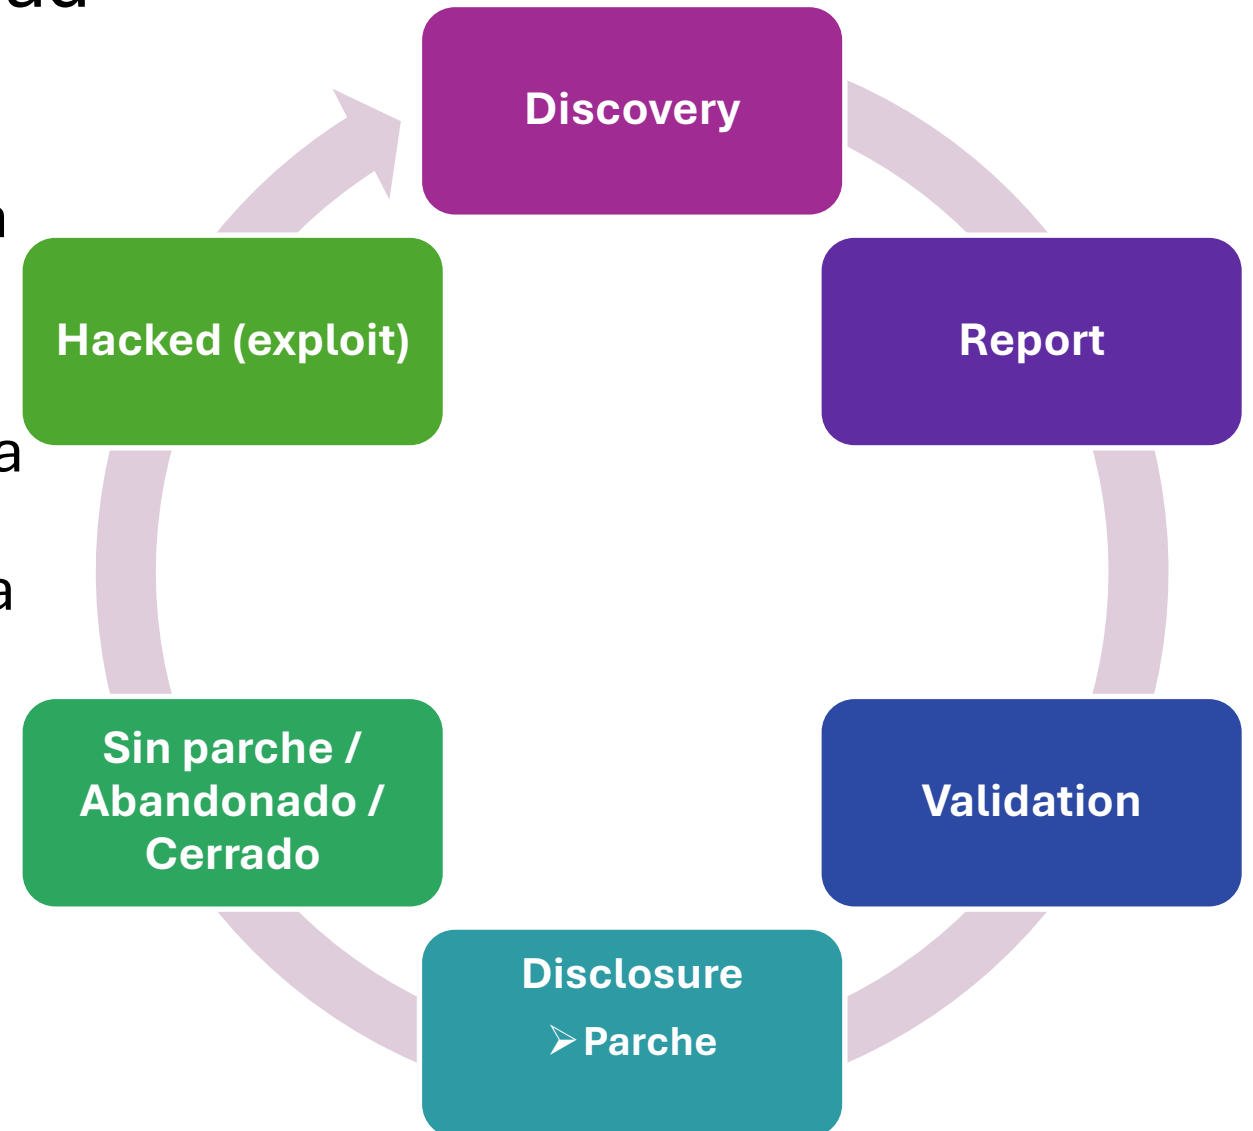 Discovery
Report
Validation
Disclosure
➢ Parche
Sin parche /
Abandonado /
Cerrado
Hacked (exploit)
a
a